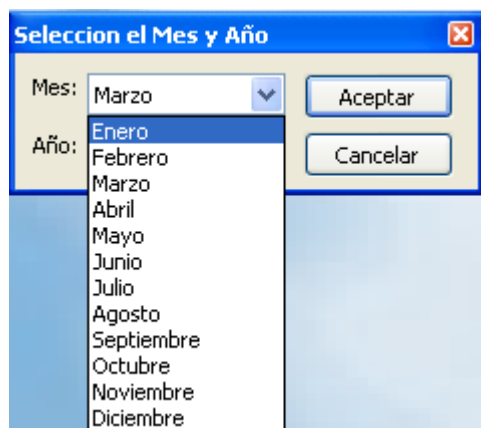 Seleccion el Mes y Año
Mes:
Marzo
Aceptar
Enero
Año:
Febrero
Cancelar
Marzo
Abril
Mayo
Junio
Julio
Agosto
Septiembre
Octubre
Noviembre
Diciembre